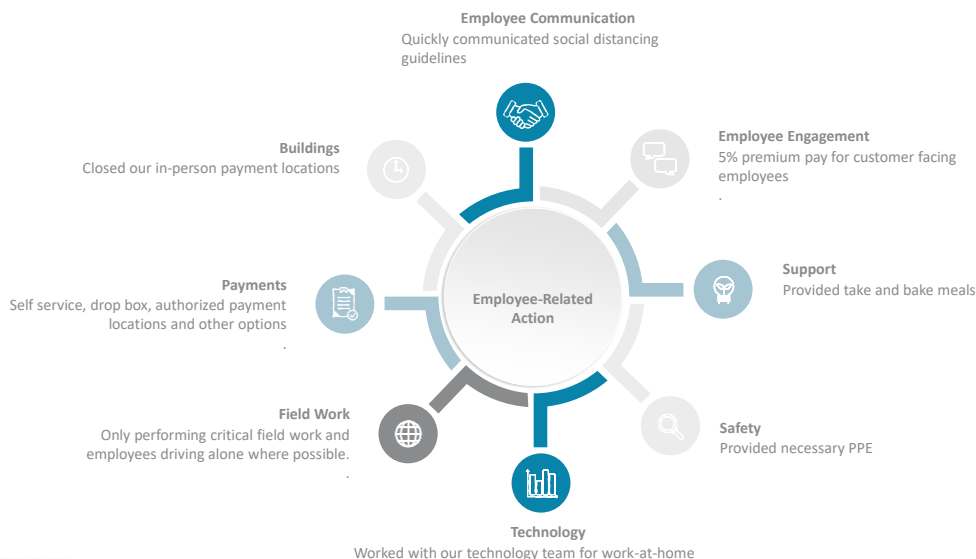 Employee Communication
Quickly communicated social distancing
guidelines
Employee Engagement
5% premium pay for customer facing
employees
.
Buildings
Closed our in-person payment locations
Support
Provided take and bake meals
Payments
Self service, drop box, authorized payment
locations and other options
.
Employee-Related
Action
Field Work
Only performing critical field work and
employees driving alone where possible.
.
Safety
Provided necessary PPE
Technology
Worked with our technology team for work-at-home